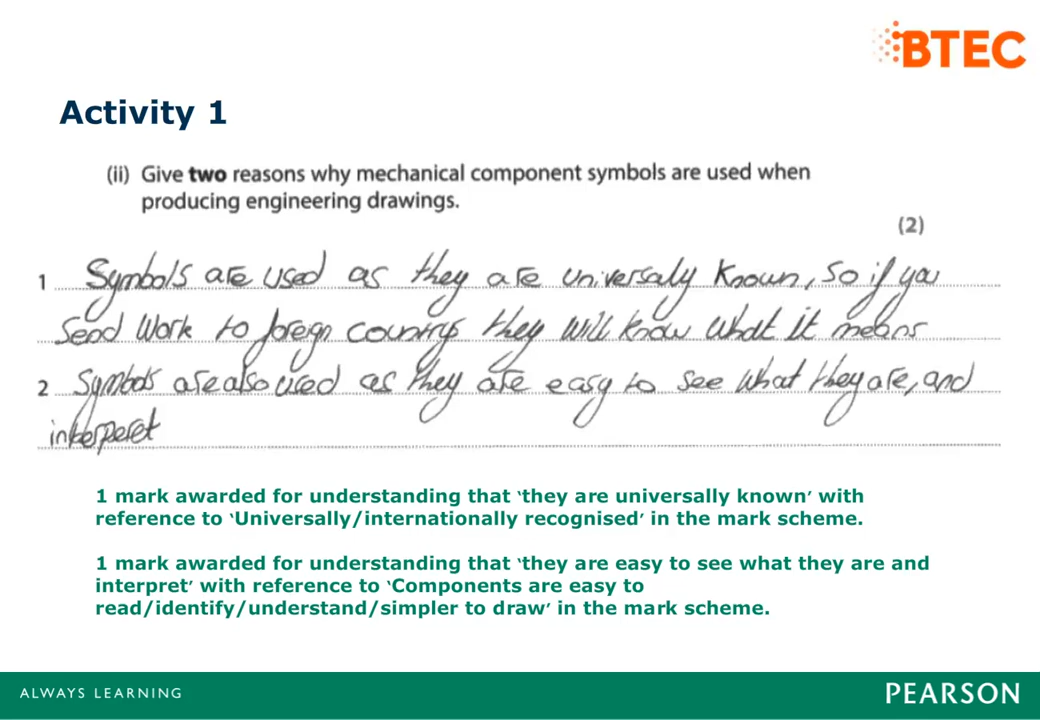 BTEC
Activity 1
(ii) Give two reasons why mechanical component symbols are used when
producing engineering drawings.
(2)
1 Symbols are used as they are universaly known, so if you
send work to foreign country they will know what it means
2 Symbols are also used as they are easy to see what they are, and
interperet
1 mark awarded for understanding that ‘they are universally known’ with
reference to ‘Universally/internationally recognised’ in the mark scheme.
1 mark awarded for understanding that ‘they are easy to see what they are and
interpret’ with reference to ‘Components are easy to
read/identify/understand/simpler to draw’ in the mark scheme.
ALWAYS LEARNING
PEARSON